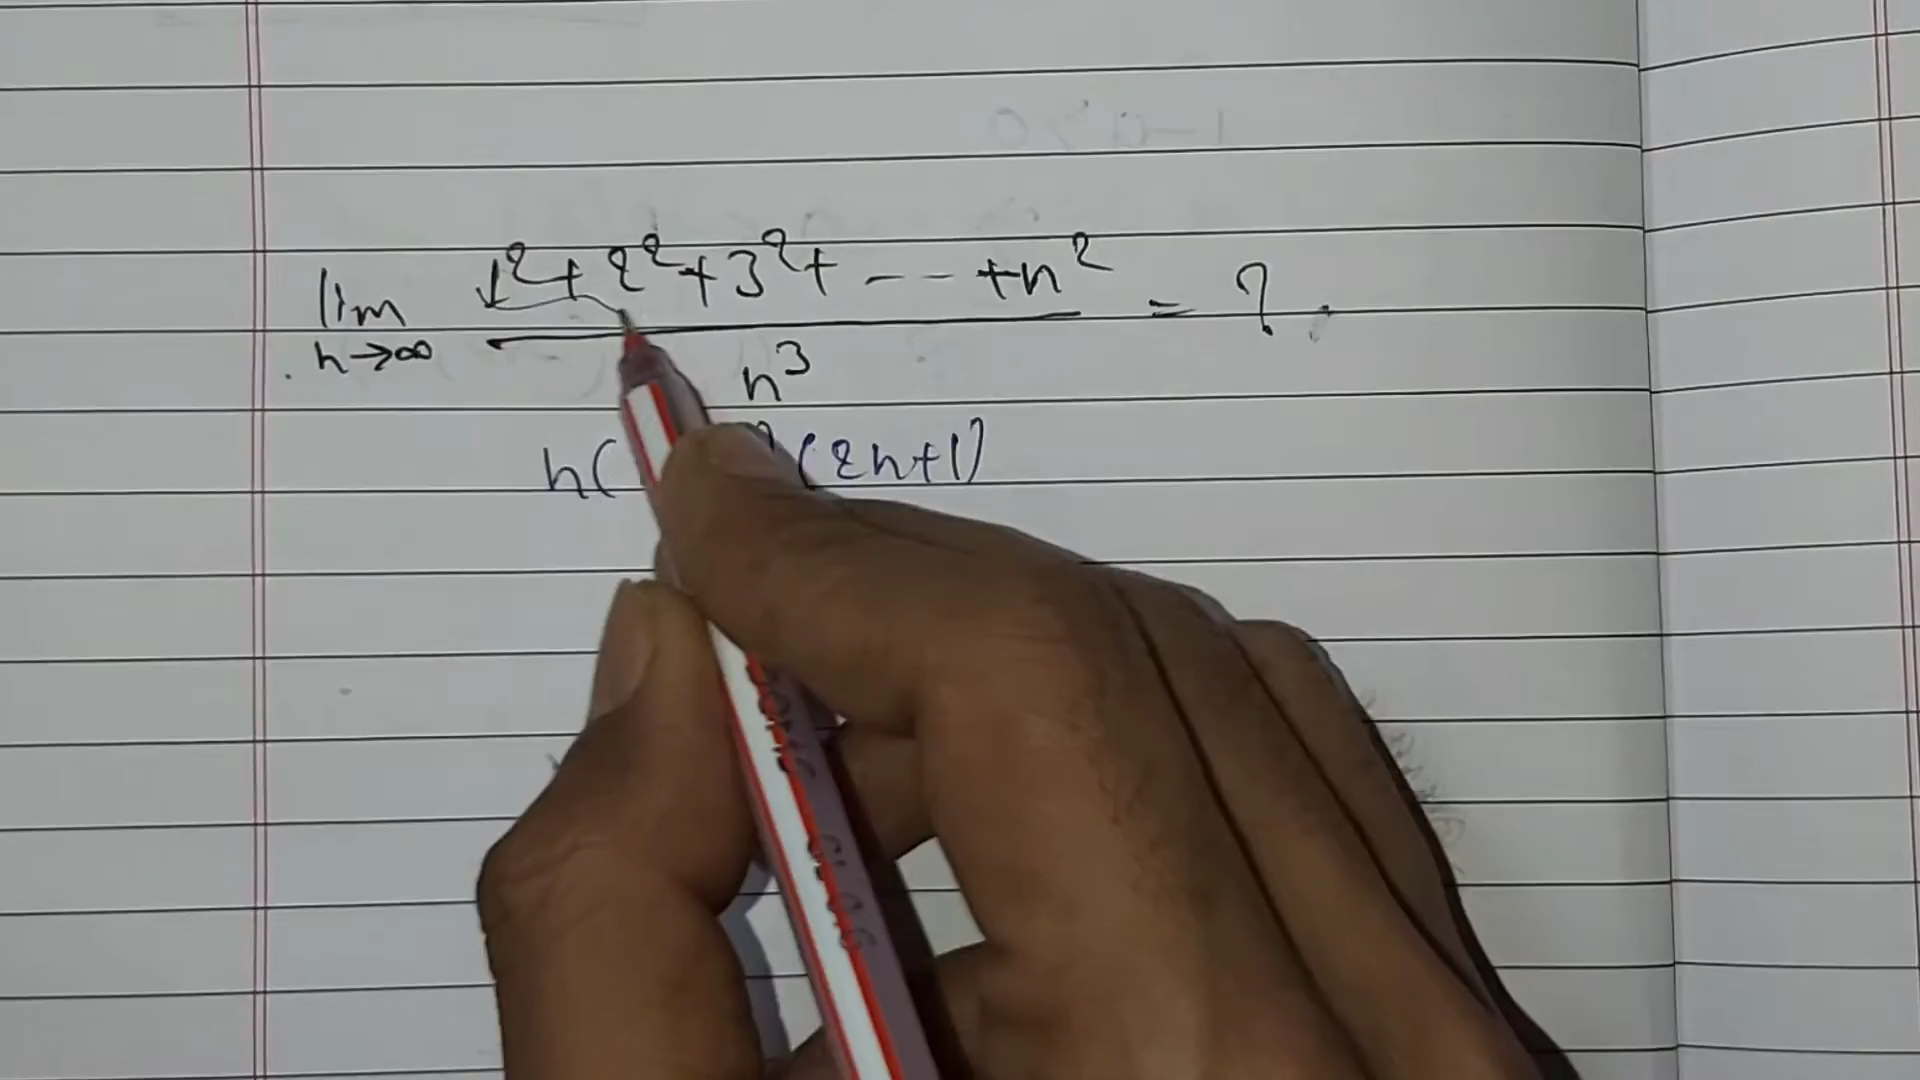 lim n→∞ 1²+2²+3²+ --- +n² / n³ = ?
n( (2n+1)